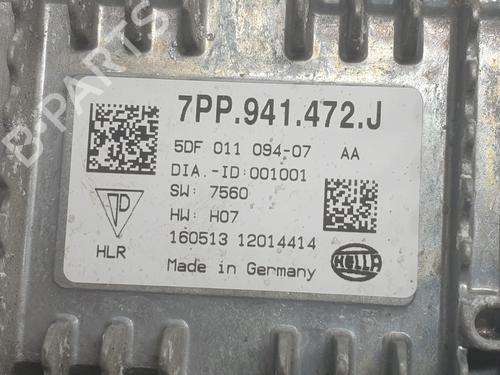 7PP.941.472.J
5DF 011 094-07 AA
DIA.-ID:001001
SW: 7560
HW: H07
160513 12014414
HLR
Made in Germany
HELLA
B-PARTS